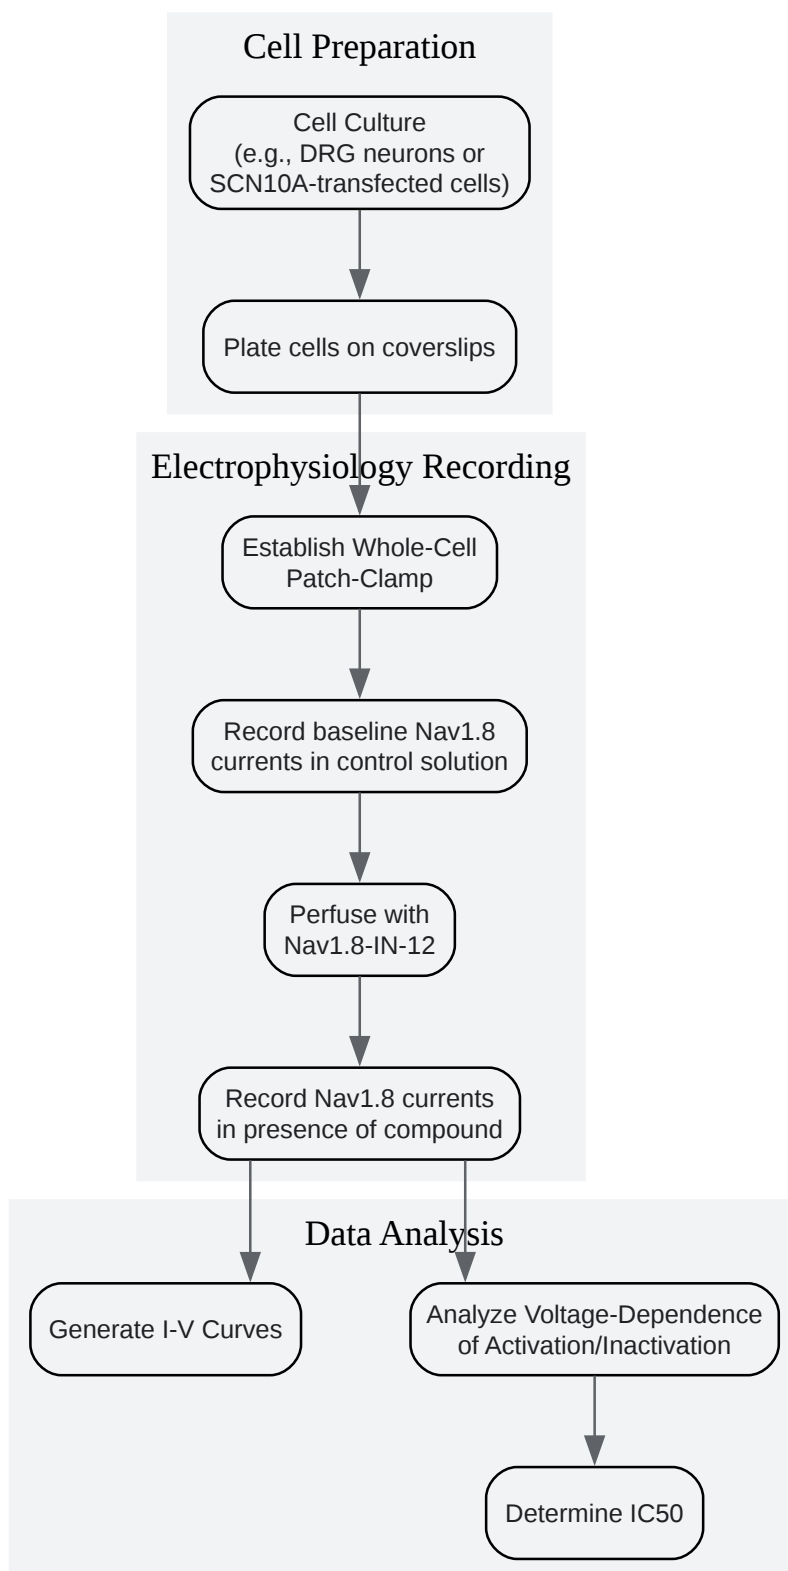 Cell Preparation
Cell Culture
(e.g., DRG neurons or
SCN10A-transfected cells)
Plate cells on coverslips
Electrophysiology Recording
Establish Whole-Cell
Patch-Clamp
Record baseline Nav1.8
currents in control solution
Perfuse with
Nav1.8-IN-12
Record Nav1.8 currents
in presence of compound
Data Analysis
Generate I-V Curves
Analyze Voltage-Dependence
of Activation/Inactivation
Determine IC50